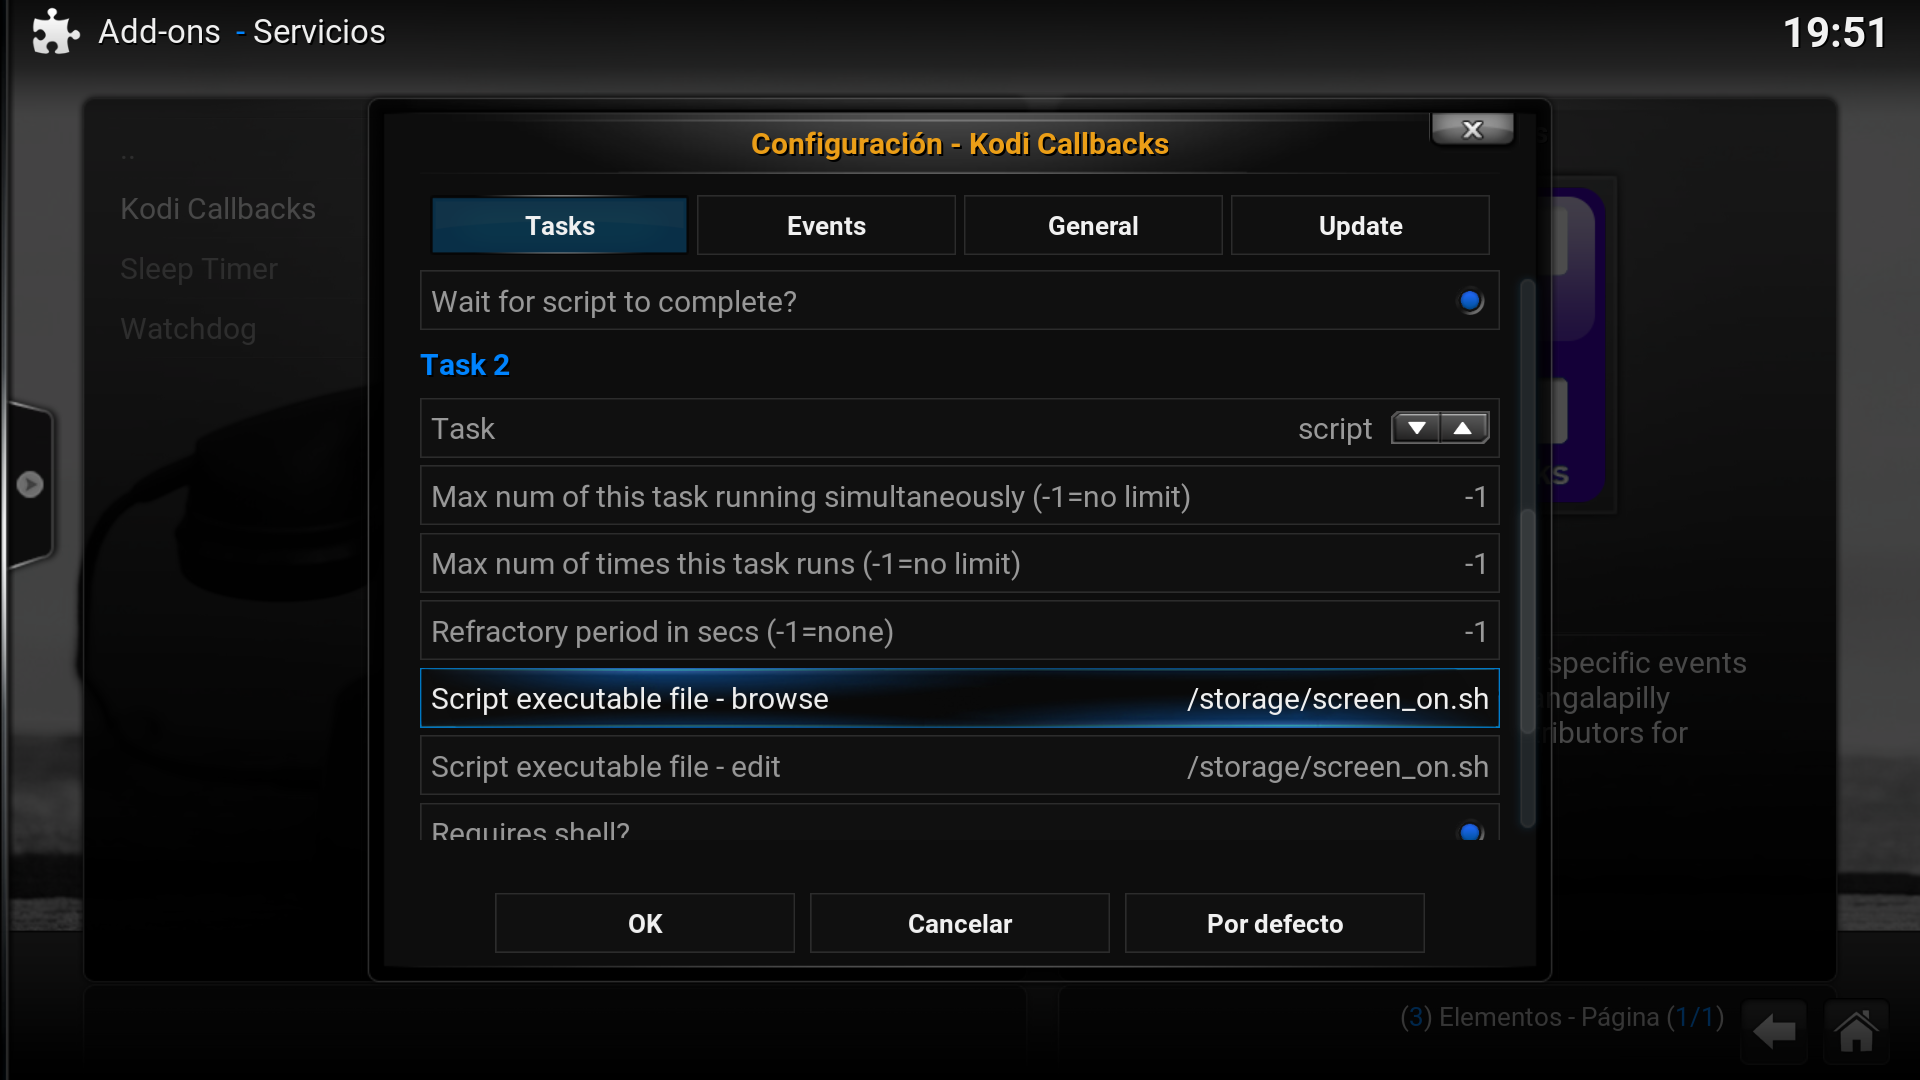 Add-ons - Servicios
19:51
..
Kodi Callbacks
Sleep Timer
Watchdog
Configuración - Kodi Callbacks
X
Tasks
Events
General
Update
Wait for script to complete?
Task 2
Task
script
Max num of this task running simultaneously (-1=no limit)
-1
Max num of times this task runs (-1=no limit)
-1
Refractory period in secs (-1=none)
-1
Script executable file - browse
/storage/screen_on.sh
Script executable file - edit
/storage/screen_on.sh
Requires shell?
specific events
OK
Cancelar
Por defecto
(3) Elementos - Página (1/1)